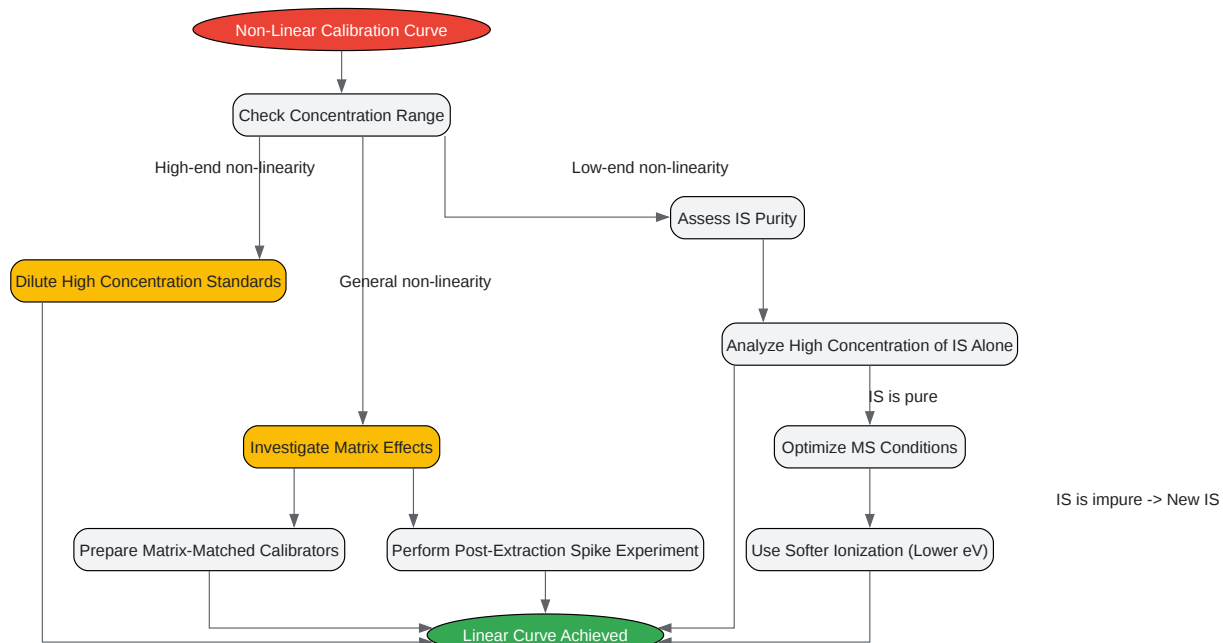 Non-Linear Calibration Curve
Check Concentration Range
High-end non-linearity
Low-end non-linearity
Assess IS Purity
Dilute High Concentration Standards
General non-linearity
Analyze High Concentration of IS Alone
IS is pure
Investigate Matrix Effects
Optimize MS Conditions
IS is impure -> New IS
Prepare Matrix-Matched Calibrators
Perform Post-Extraction Spike Experiment
Use Softer Ionization (Lower eV)
Linear Curve Achieved